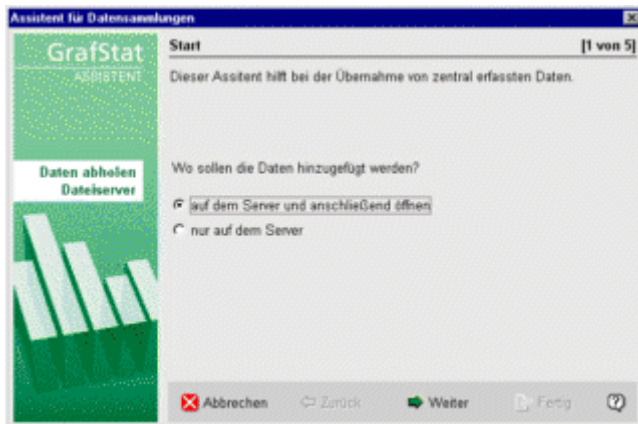 Assistent für Datensammlungen
GrafStat
ASSISTENT
Daten abholen
Dateiserver
Start [1 von 5]
Dieser Assitent hilft bei der Übernahme von zentral erfassten Daten.
Wo sollen die Daten hinzugefügt werden?
auf dem Server und anschließend öffnen
nur auf dem Server
Abbrechen Zurück Weiter Fertig ?